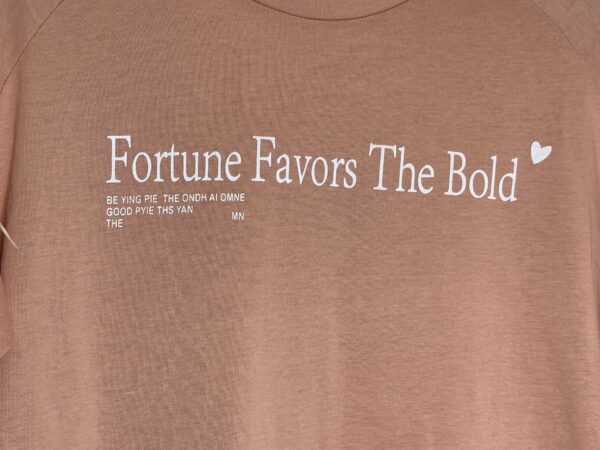 Fortune Favors The Bold
BE YING PIE THE ONDH AI OMNE
GOOD PYIE THS YAN
THE MN